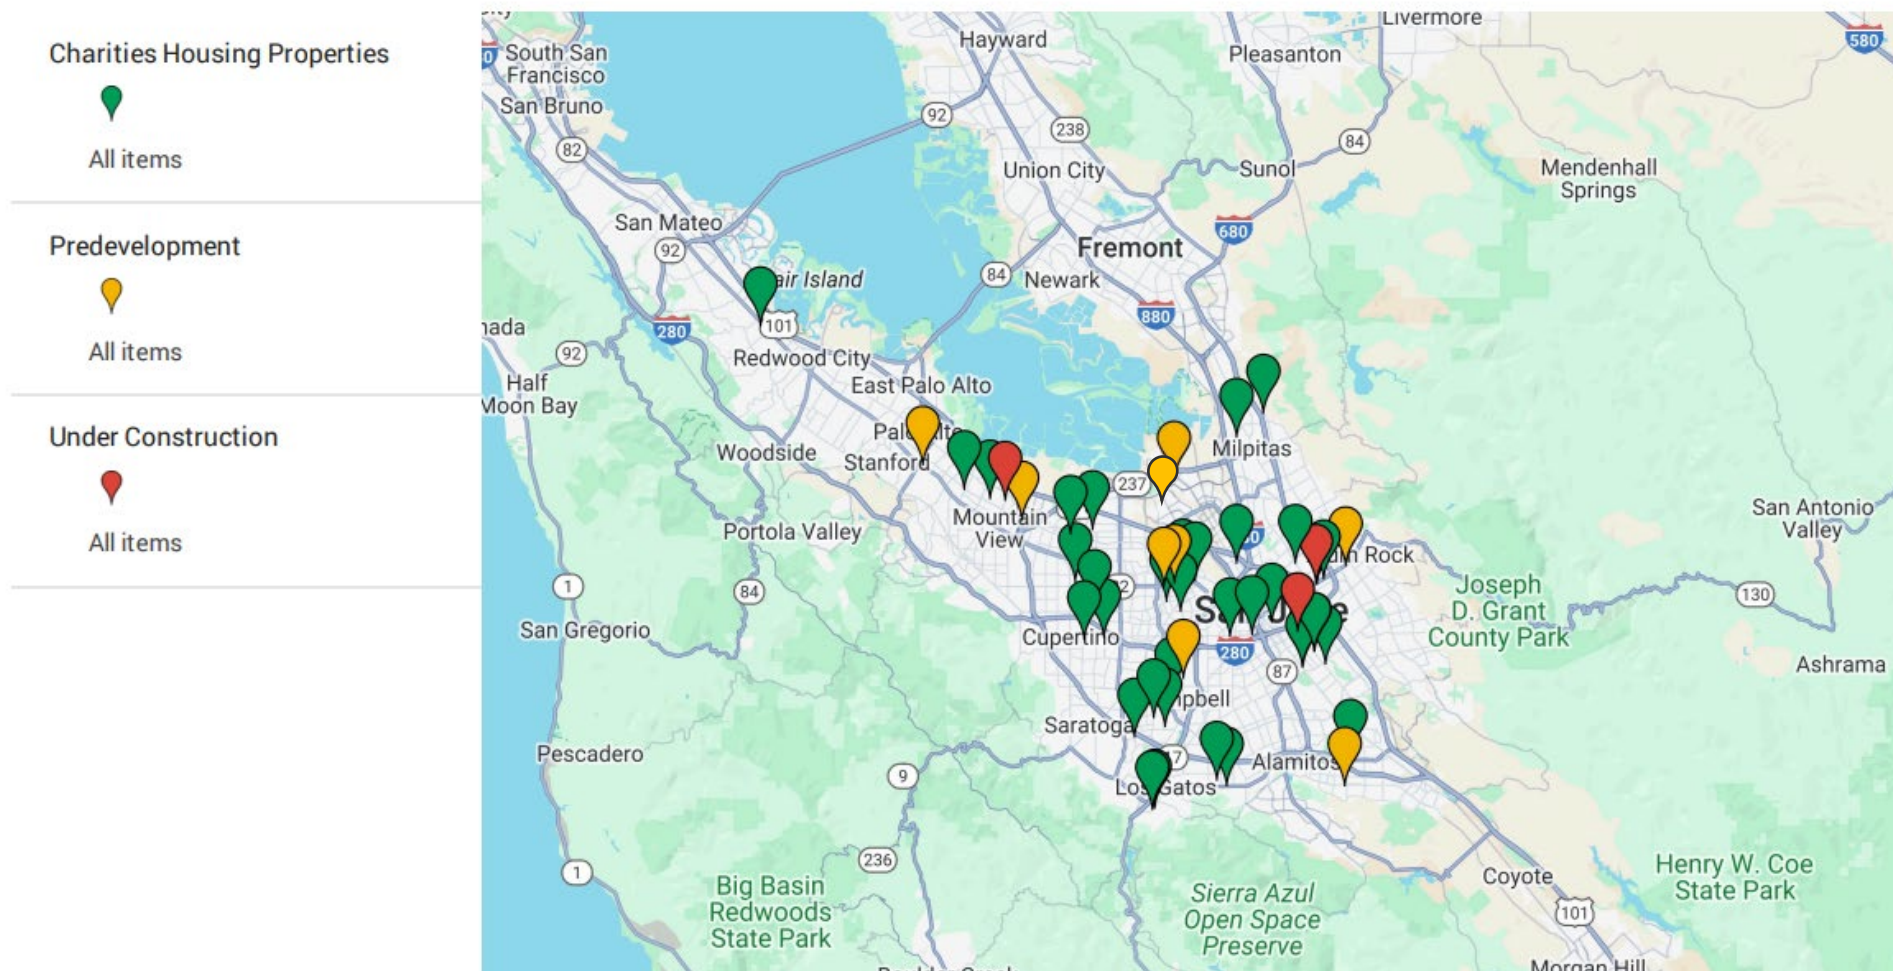 Charities Housing Properties
All items
Predevelopment
All items
Under Construction
All items
South San
Francisco
San Bruno
82
Hayward
92
238
Union City
Pleasanton
Livermore
580
84
Sunol
Mendenhall
Springs
San Mateo
92
680
Fremont
84
Newark
air Island
101
280
880
92
Redwood City
Half
Moon Bay
East Palo Alto
Woodside
Stanford
Milpitas
237
Mountain
View
Portola Valley
San Antonio
Valley
Rock
1
84
Joseph
D. Grant
County Park
130
San Gregorio
Cupertino
280
87
Ashrama
Saratoga
Pescadero
9
Alamitos
Los Gatos
236
1
Big Basin
Redwoods
State Park
Sierra Azul
Open Space
Preserve
Coyote
101
Henry W. Coe
State Park
Morgan Hill